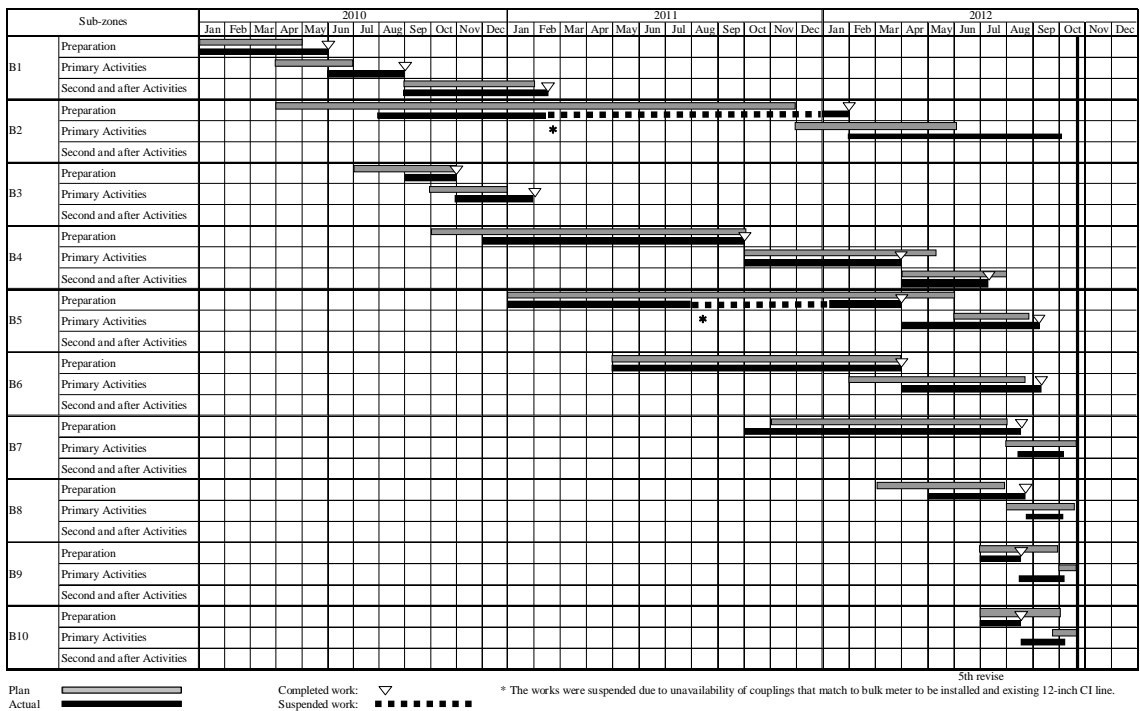 Sub-zones 2010 2011 2012
Jan Feb Mar Apr May Jun Jul Aug Sep Oct Nov Dec Jan Feb Mar Apr May Jun Jul Aug Sep Oct Nov Dec Jan Feb Mar Apr May Jun Jul Aug Sep Oct Nov Dec
B1
Preparation
Primary Activities
Second and after Activities
B2
Preparation
Primary Activities
*
Second and after Activities
B3
Preparation
Primary Activities
Second and after Activities
B4
Preparation
Primary Activities
Second and after Activities
B5
Preparation
Primary Activities
*
Second and after Activities
B6
Preparation
Primary Activities
Second and after Activities
B7
Preparation
Primary Activities
Second and after Activities
B8
Preparation
Primary Activities
Second and after Activities
B9
Preparation
Primary Activities
Second and after Activities
B10
Preparation
Primary Activities
Second and after Activities
5th revise
Plan
Actual
Completed work:
Suspended work:
* The works were suspended due to unavailability of couplings that match to bulk meter to be installed and existing 12-inch CI line.